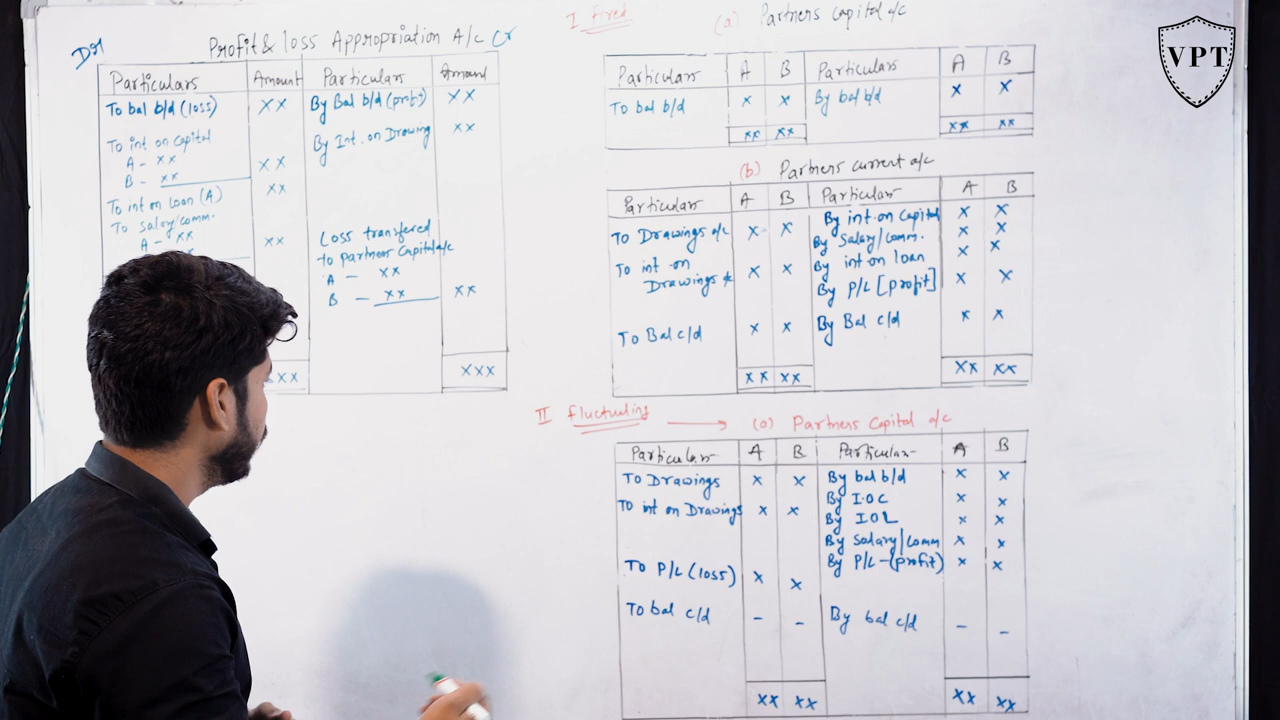 Profit & loss Appropriation A/c Cr
Particulars Amount Particulars Amount
To bal b/d (loss) XX By Bal b/d (profit) XX
To int on Capital By Int. on Drawing XX
A - XX
B - XX XX
To int on Loan (A) XX
To salary/comm.
A - XX XX
Loss transfered
to partners Capital a/c
A - XX
B - XX XX
XX XXX
I fixed
(a) Partners capital a/c
Particulars A B Particulars A B
To bal b/d x x By bal b/d x x
xx xx xx xx
(b) Partners current a/c
Particulars A B Particulars A B
To Drawings a/c x x By int on Capital x x
By Salary/comm. x x
To int on By int on loan x x
Drawings x x By P/L [profit] x x
To Bal c/d x x By Bal c/d x x
xx xx xx xx
II fluctuling → (a) Partners Capital a/c
Particulars A B Particulars A B
To Drawings x x By bal b/d x x
To int on Drawings x x By I.O.C x x
By IOL x x
By salary/comm x x
To P/L (loss) x x By P/L - (profit) x x
To bal c/d - - By bal c/d - -
xx xx xx xx
VPT